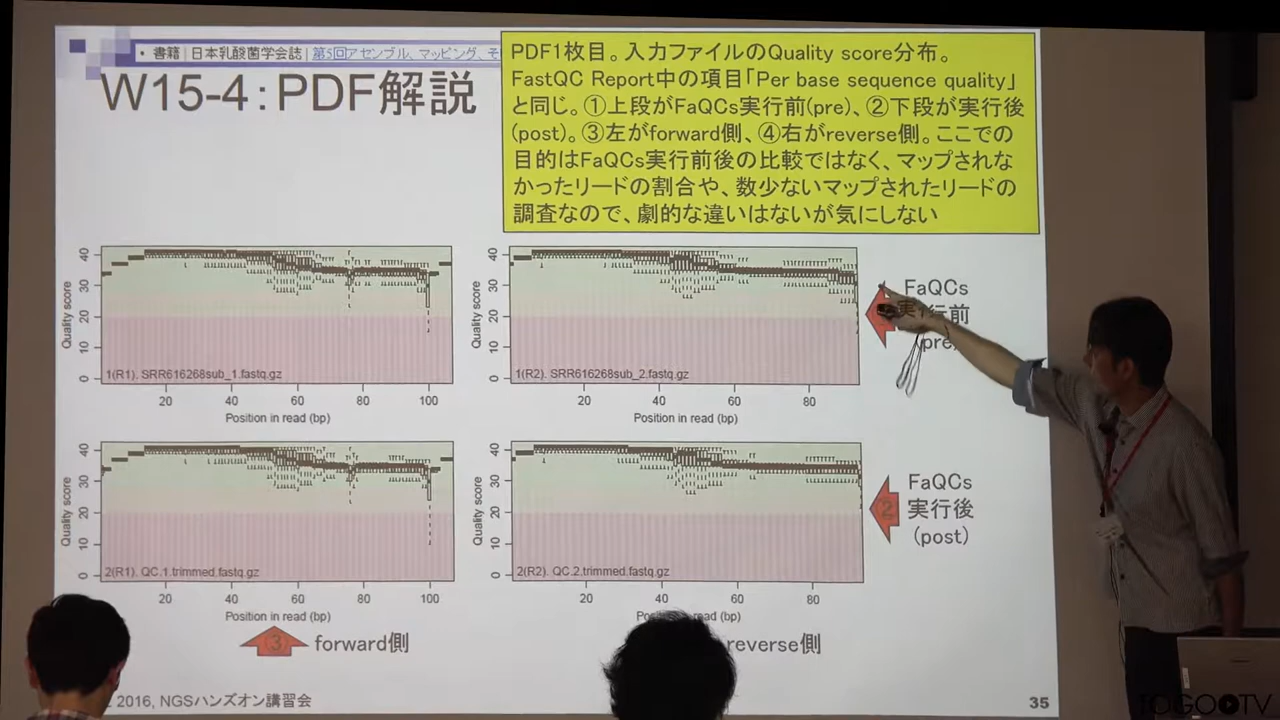 ・書籍 | 日本乳酸菌学会誌 | 第5回アセンブル、マッピング、そ
W15-4：PDF解説
PDF1枚目。入力ファイルのQuality score分布。
FastQC Report中の項目「Per base sequence quality」
と同じ。①上段がFaQCs実行前(pre)、②下段が実行後
(post)。③左がforward側、④右がreverse側。ここでの
目的はFaQCs実行前後の比較ではなく、マップされな
かったリードの割合や、数少ないマップされたリードの
調査なので、劇的な違いはないが気にしない
Quality score
40
30
20
10
0
1(R1). SRR616268sub_1.fastq.gz
20 40 60 80 100
Position in read (bp)
Quality score
40
30
20
10
0
1(R2). SRR616268sub_2.fastq.gz
20 40 60 80
Position in read (bp)
FaQCs
実行前
(pre)
Quality score
40
30
20
10
0
2(R1). QC.1.trimmed.fastq.gz
20 40 60 80 100
Position in read (bp)
Quality score
40
30
20
10
0
2(R2). QC.2.trimmed.fastq.gz
20 40 60 80
read (bp)
②
FaQCs
実行後
(post)
③
forward側
reverse側
2016, NGSハンズオン講習会
35
TOGOTV